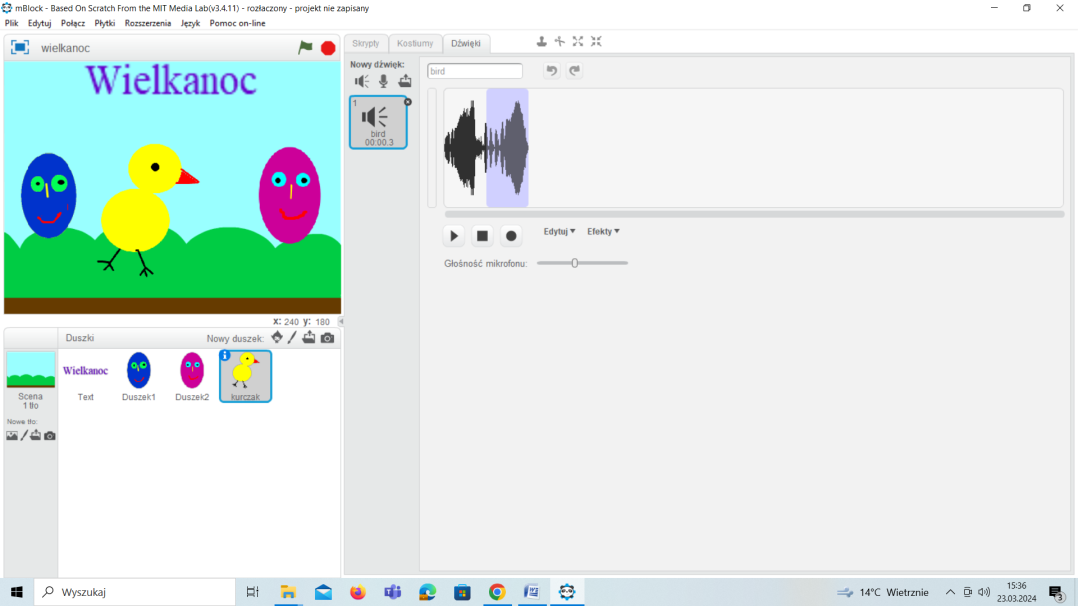 mBlock - Based On Scratch From the MIT Media Lab(v3.4.11) - rozłączony - projekt nie zapisany
Plik Edytuj Połącz Płytki Rozszerzenia Język Pomoc on-line
wielkanoc
Skrypty Kostiumy Dźwięki
Nowy dźwięk:
bird
1
bird
00:00.3
Wielkanoc
Edytuj Efekty
Głośność mikrofonu:
x: 240 y: 180
Duszki
Nowy duszek:
Scena
1 tło
Nowe tło:
Wielkanoc
Text
Duszek1
Duszek2
kurczak
Wyszukaj
14°C Wietrznie
15:36
23.03.2024
3